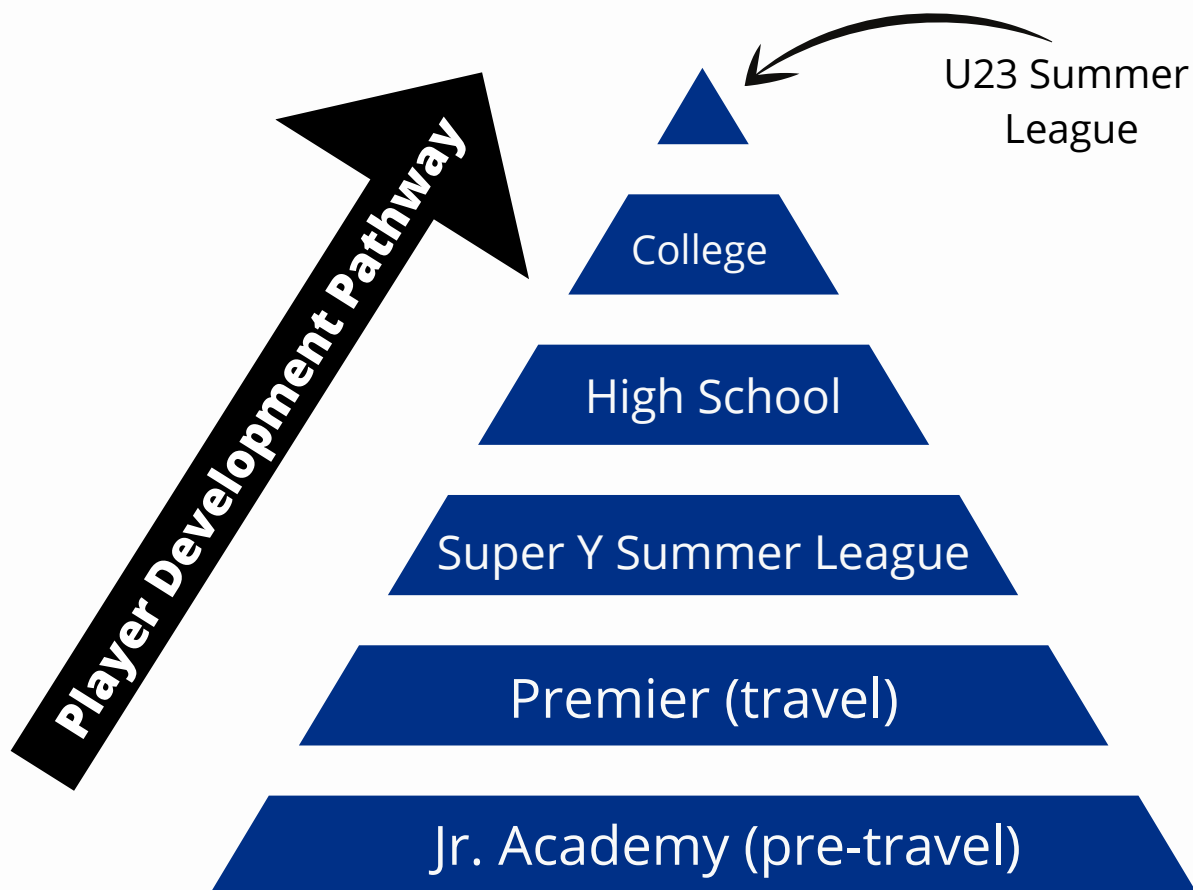 U23 Summer
League
College
High School
Super Y Summer League
Premier (travel)
Jr. Academy (pre-travel)
Player Development Pathway